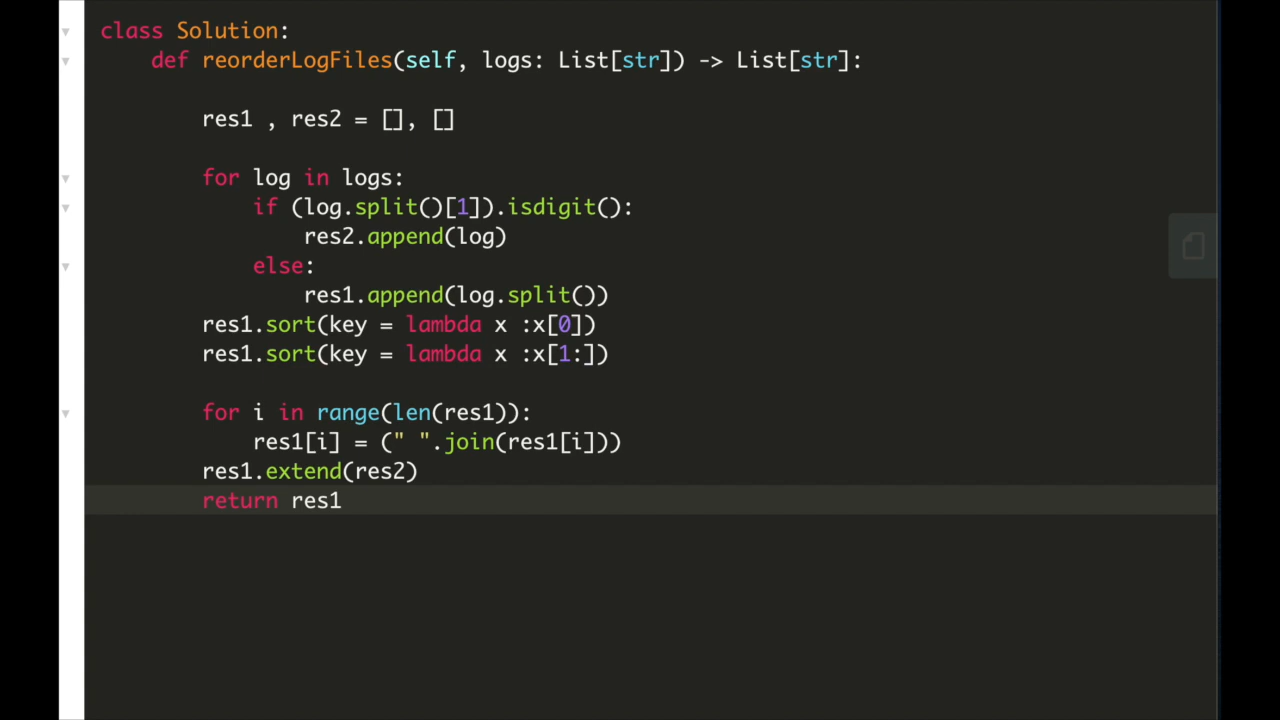 class Solution:
    def reorderLogFiles(self, logs: List[str]) -> List[str]:
        res1 , res2 = [], []
        for log in logs:
            if (log.split()[1]).isdigit():
                res2.append(log)
            else:
                res1.append(log.split())
        res1.sort(key = lambda x :x[0])
        res1.sort(key = lambda x :x[1:])
        for i in range(len(res1)):
            res1[i] = (" ".join(res1[i]))
        res1.extend(res2)
        return res1